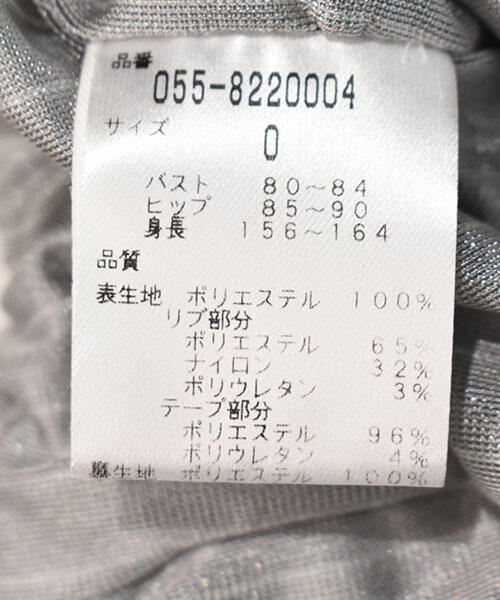 品番
055-8220004
サイズ
0
バスト 80～84
ヒップ 85～90
身長 156～164
品質
表生地 ポリエステル 100%
リブ部分
ポリエステル 65%
ナイロン 32%
ポリウレタン 3%
テープ部分
ポリエステル 96%
ポリウレタン 4%
生地 ポリエステル 100%